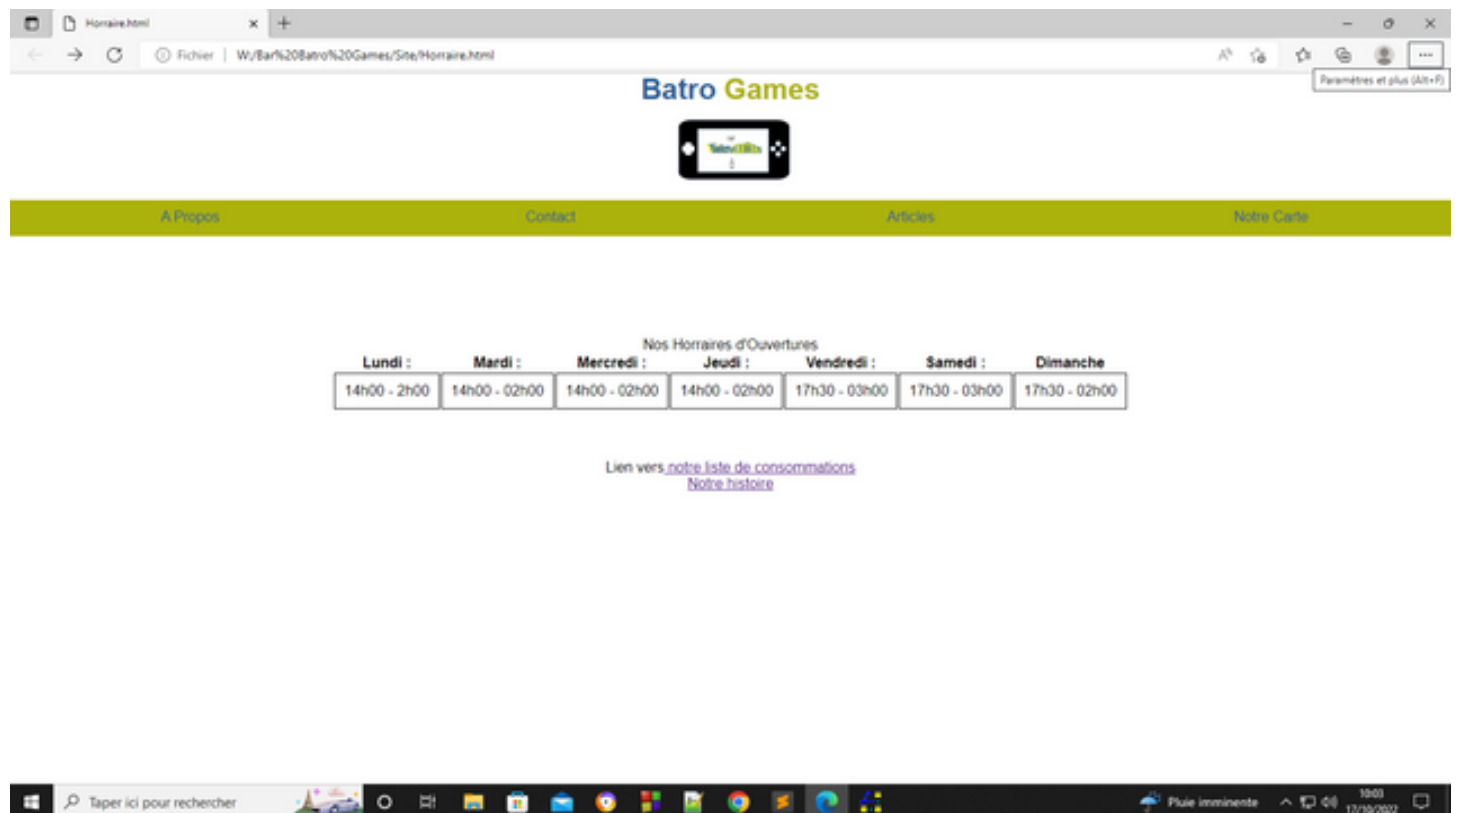 Horraire.html
Fichier | W:/Bar%20Batro%20Games/Site/Horraire.html
Paramètres et plus (Alt+F)
Batro Games
A Propos Contact Articles Notre Carte
Nos Horraires d'Ouvertures
Lundi : Mardi : Mercredi : Jeudi : Vendredi : Samedi : Dimanche
14h00 - 2h00 14h00 - 02h00 14h00 - 02h00 14h00 - 02h00 17h30 - 03h00 17h30 - 03h00 17h30 - 02h00
Lien vers notre liste de consommations
Notre histoire
Taper ici pour rechercher
Pluie imminente
10:03
17/10/2022